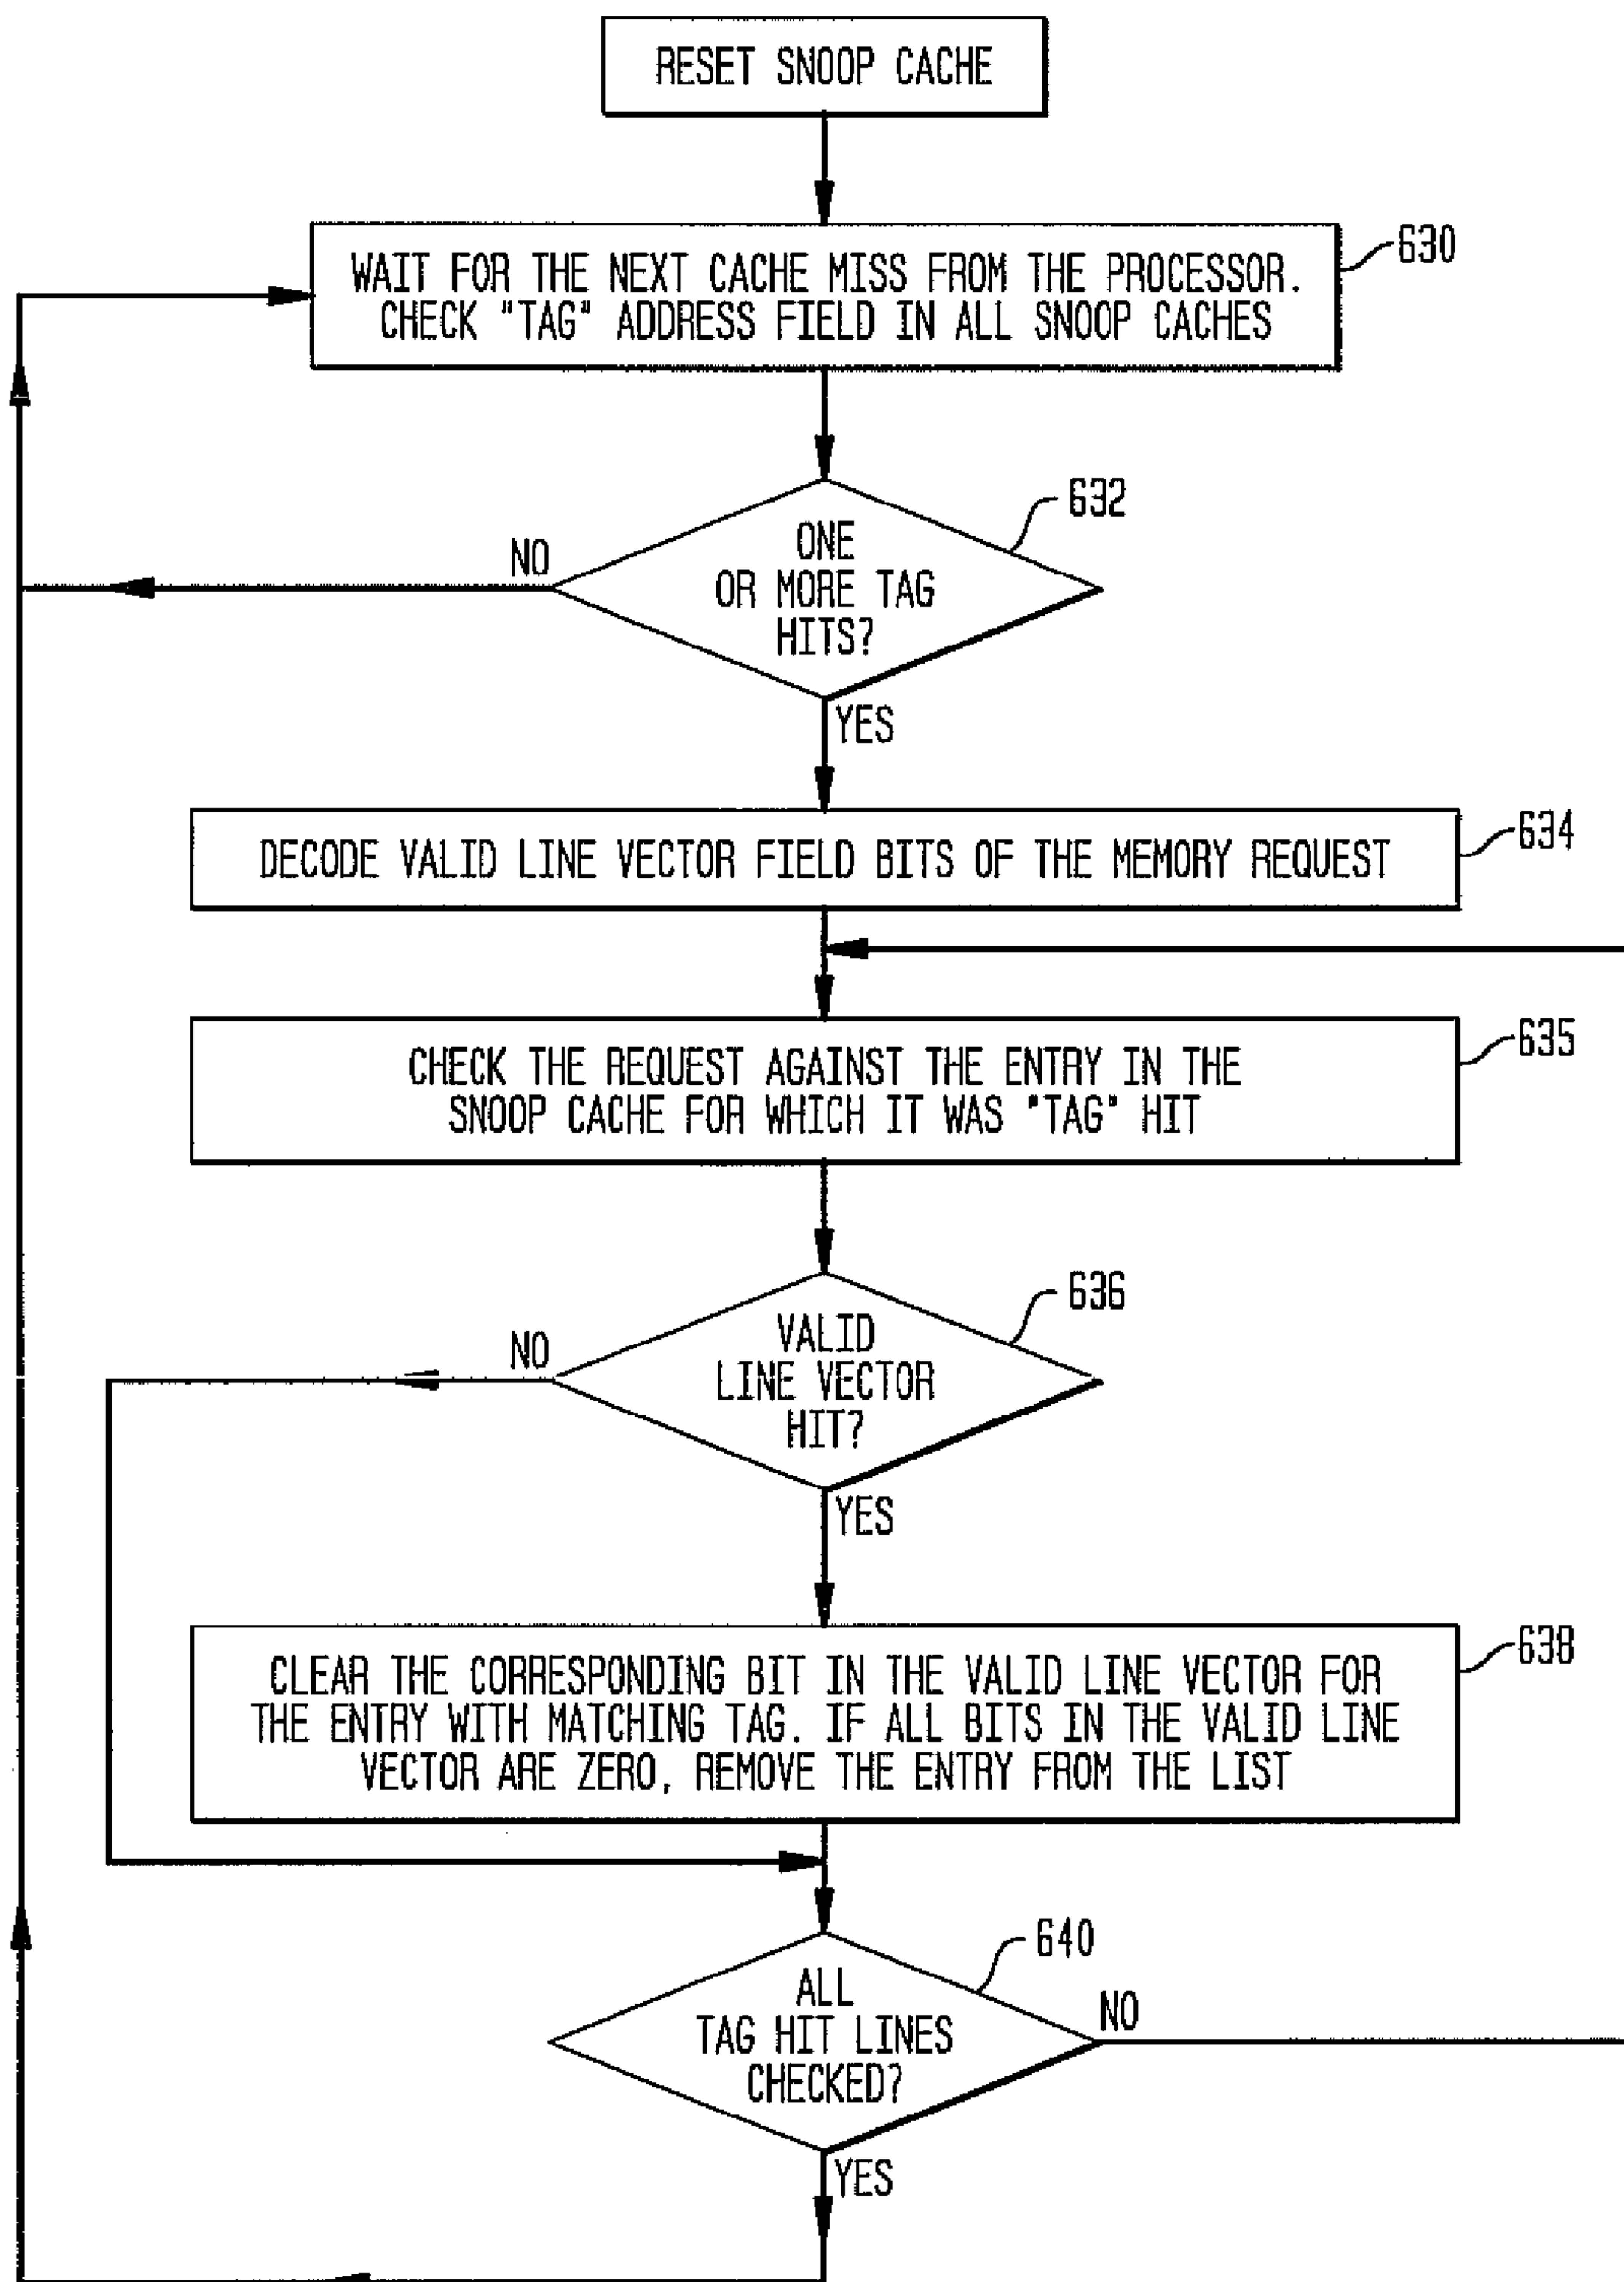 RESET SNOOP CACHE
WAIT FOR THE NEXT CACHE MISS FROM THE PROCESSOR.
CHECK "TAG" ADDRESS FIELD IN ALL SNOOP CACHES
630
632
ONE
OR MORE TAG
HITS?
NO
YES
DECODE VALID LINE VECTOR FIELD BITS OF THE MEMORY REQUEST
634
CHECK THE REQUEST AGAINST THE ENTRY IN THE
SNOOP CACHE FOR WHICH IT WAS "TAG" HIT
635
636
VALID
LINE VECTOR
HIT?
NO
YES
CLEAR THE CORRESPONDING BIT IN THE VALID LINE VECTOR FOR
THE ENTRY WITH MATCHING TAG. IF ALL BITS IN THE VALID LINE
VECTOR ARE ZERO, REMOVE THE ENTRY FROM THE LIST
638
640
ALL
TAG HIT LINES
CHECKED?
NO
YES